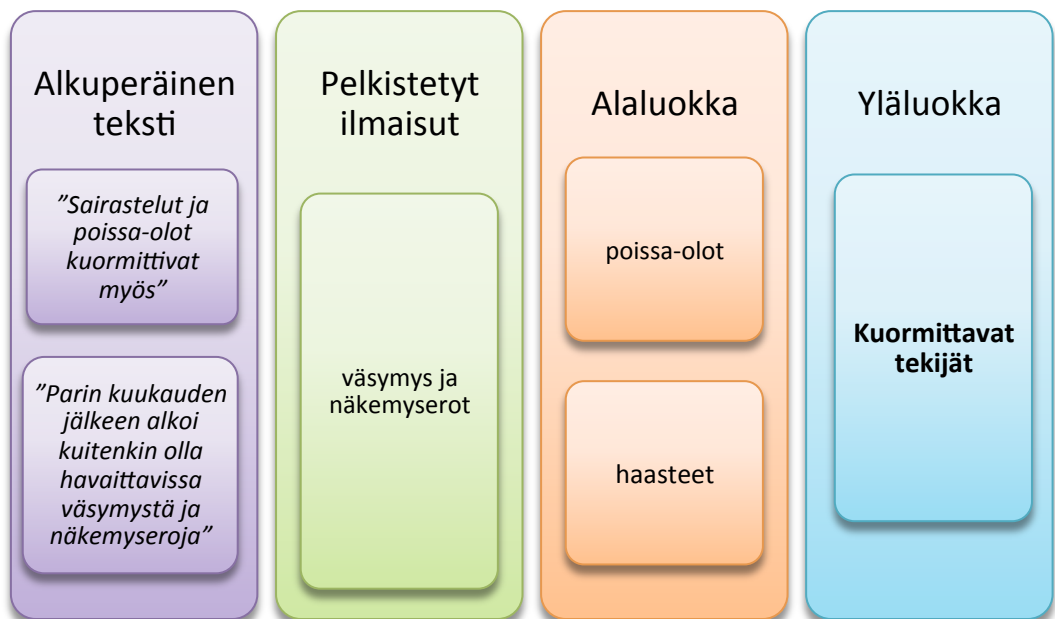 Alkuperäinen
teksti
”Sairastelut ja
poissa-olot
kuormittivat
myös”
”Parin kuukauden
jälkeen alkoi
kuitenkin olla
havaittavissa
väsymystä ja
näkemyseroja”
Pelkistetyt
ilmaisut
väsymys ja
näkemyserot
Alaluokka
poissa-olot
haasteet
Yläluokka
Kuormittavat
tekijät